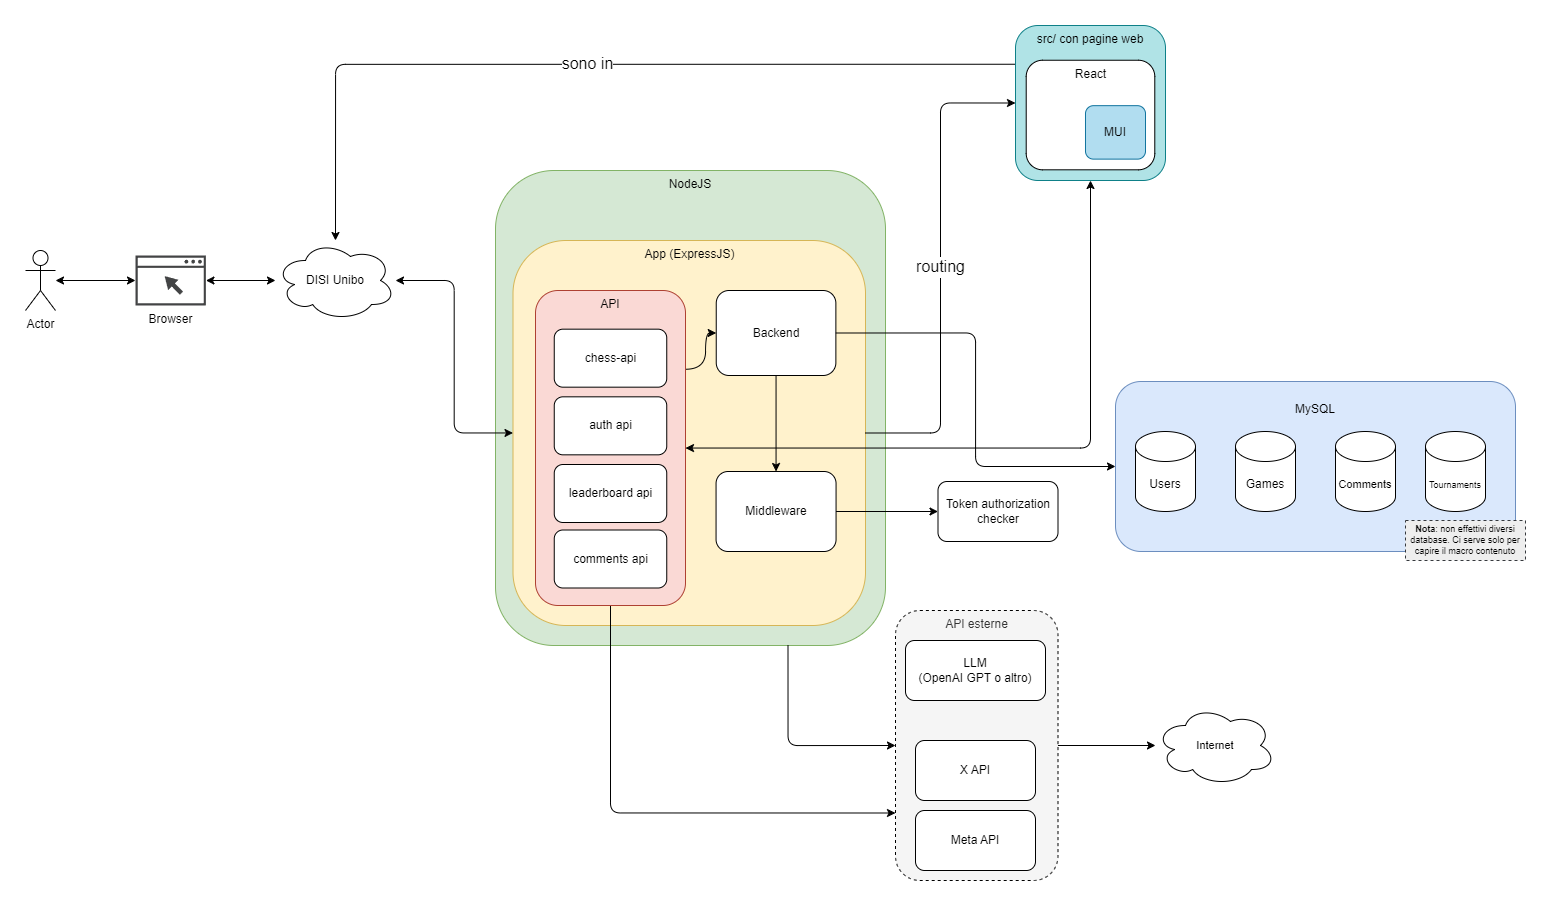 src/ con pagine web
React
MUI
sono in
NodeJS
App (ExpressJS)
routing
Actor
Browser
DISI Unibo
API
chess-api
auth api
leaderboard api
comments api
Backend
Middleware
Token authorization
checker
MySQL
Users
Games
Comments
Tournaments
Nota: non effettivi diversi
database. Ci serve solo per
capire il macro contenuto
API esterne
LLM
(OpenAI GPT o altro)
X API
Meta API
Internet